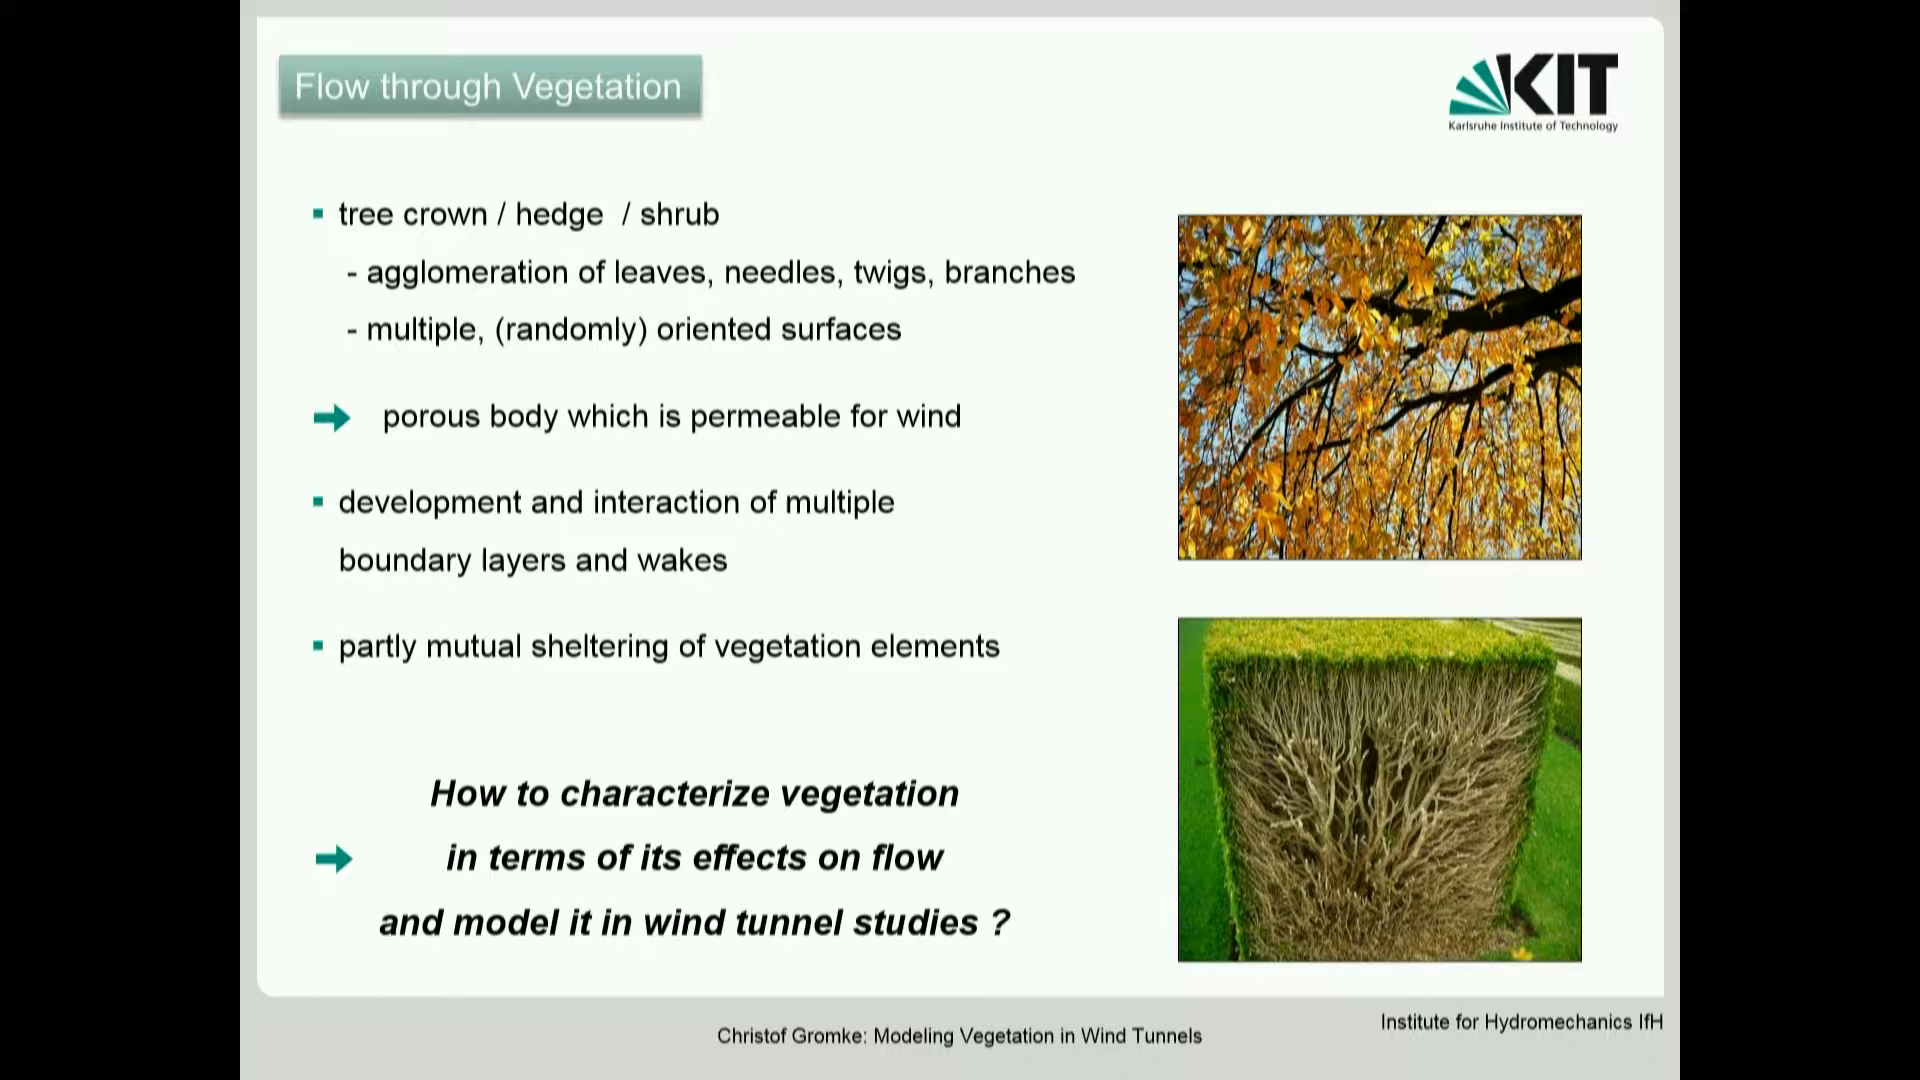 Flow through Vegetation
KIT
Karlsruhe Institute of Technology
tree crown / hedge / shrub
- agglomeration of leaves, needles, twigs, branches
- multiple, (randomly) oriented surfaces
porous body which is permeable for wind
development and interaction of multiple
boundary layers and wakes
partly mutual sheltering of vegetation elements
How to characterize vegetation
in terms of its effects on flow
and model it in wind tunnel studies ?
Institute for Hydromechanics IfH
Christof Gromke: Modeling Vegetation in Wind Tunnels